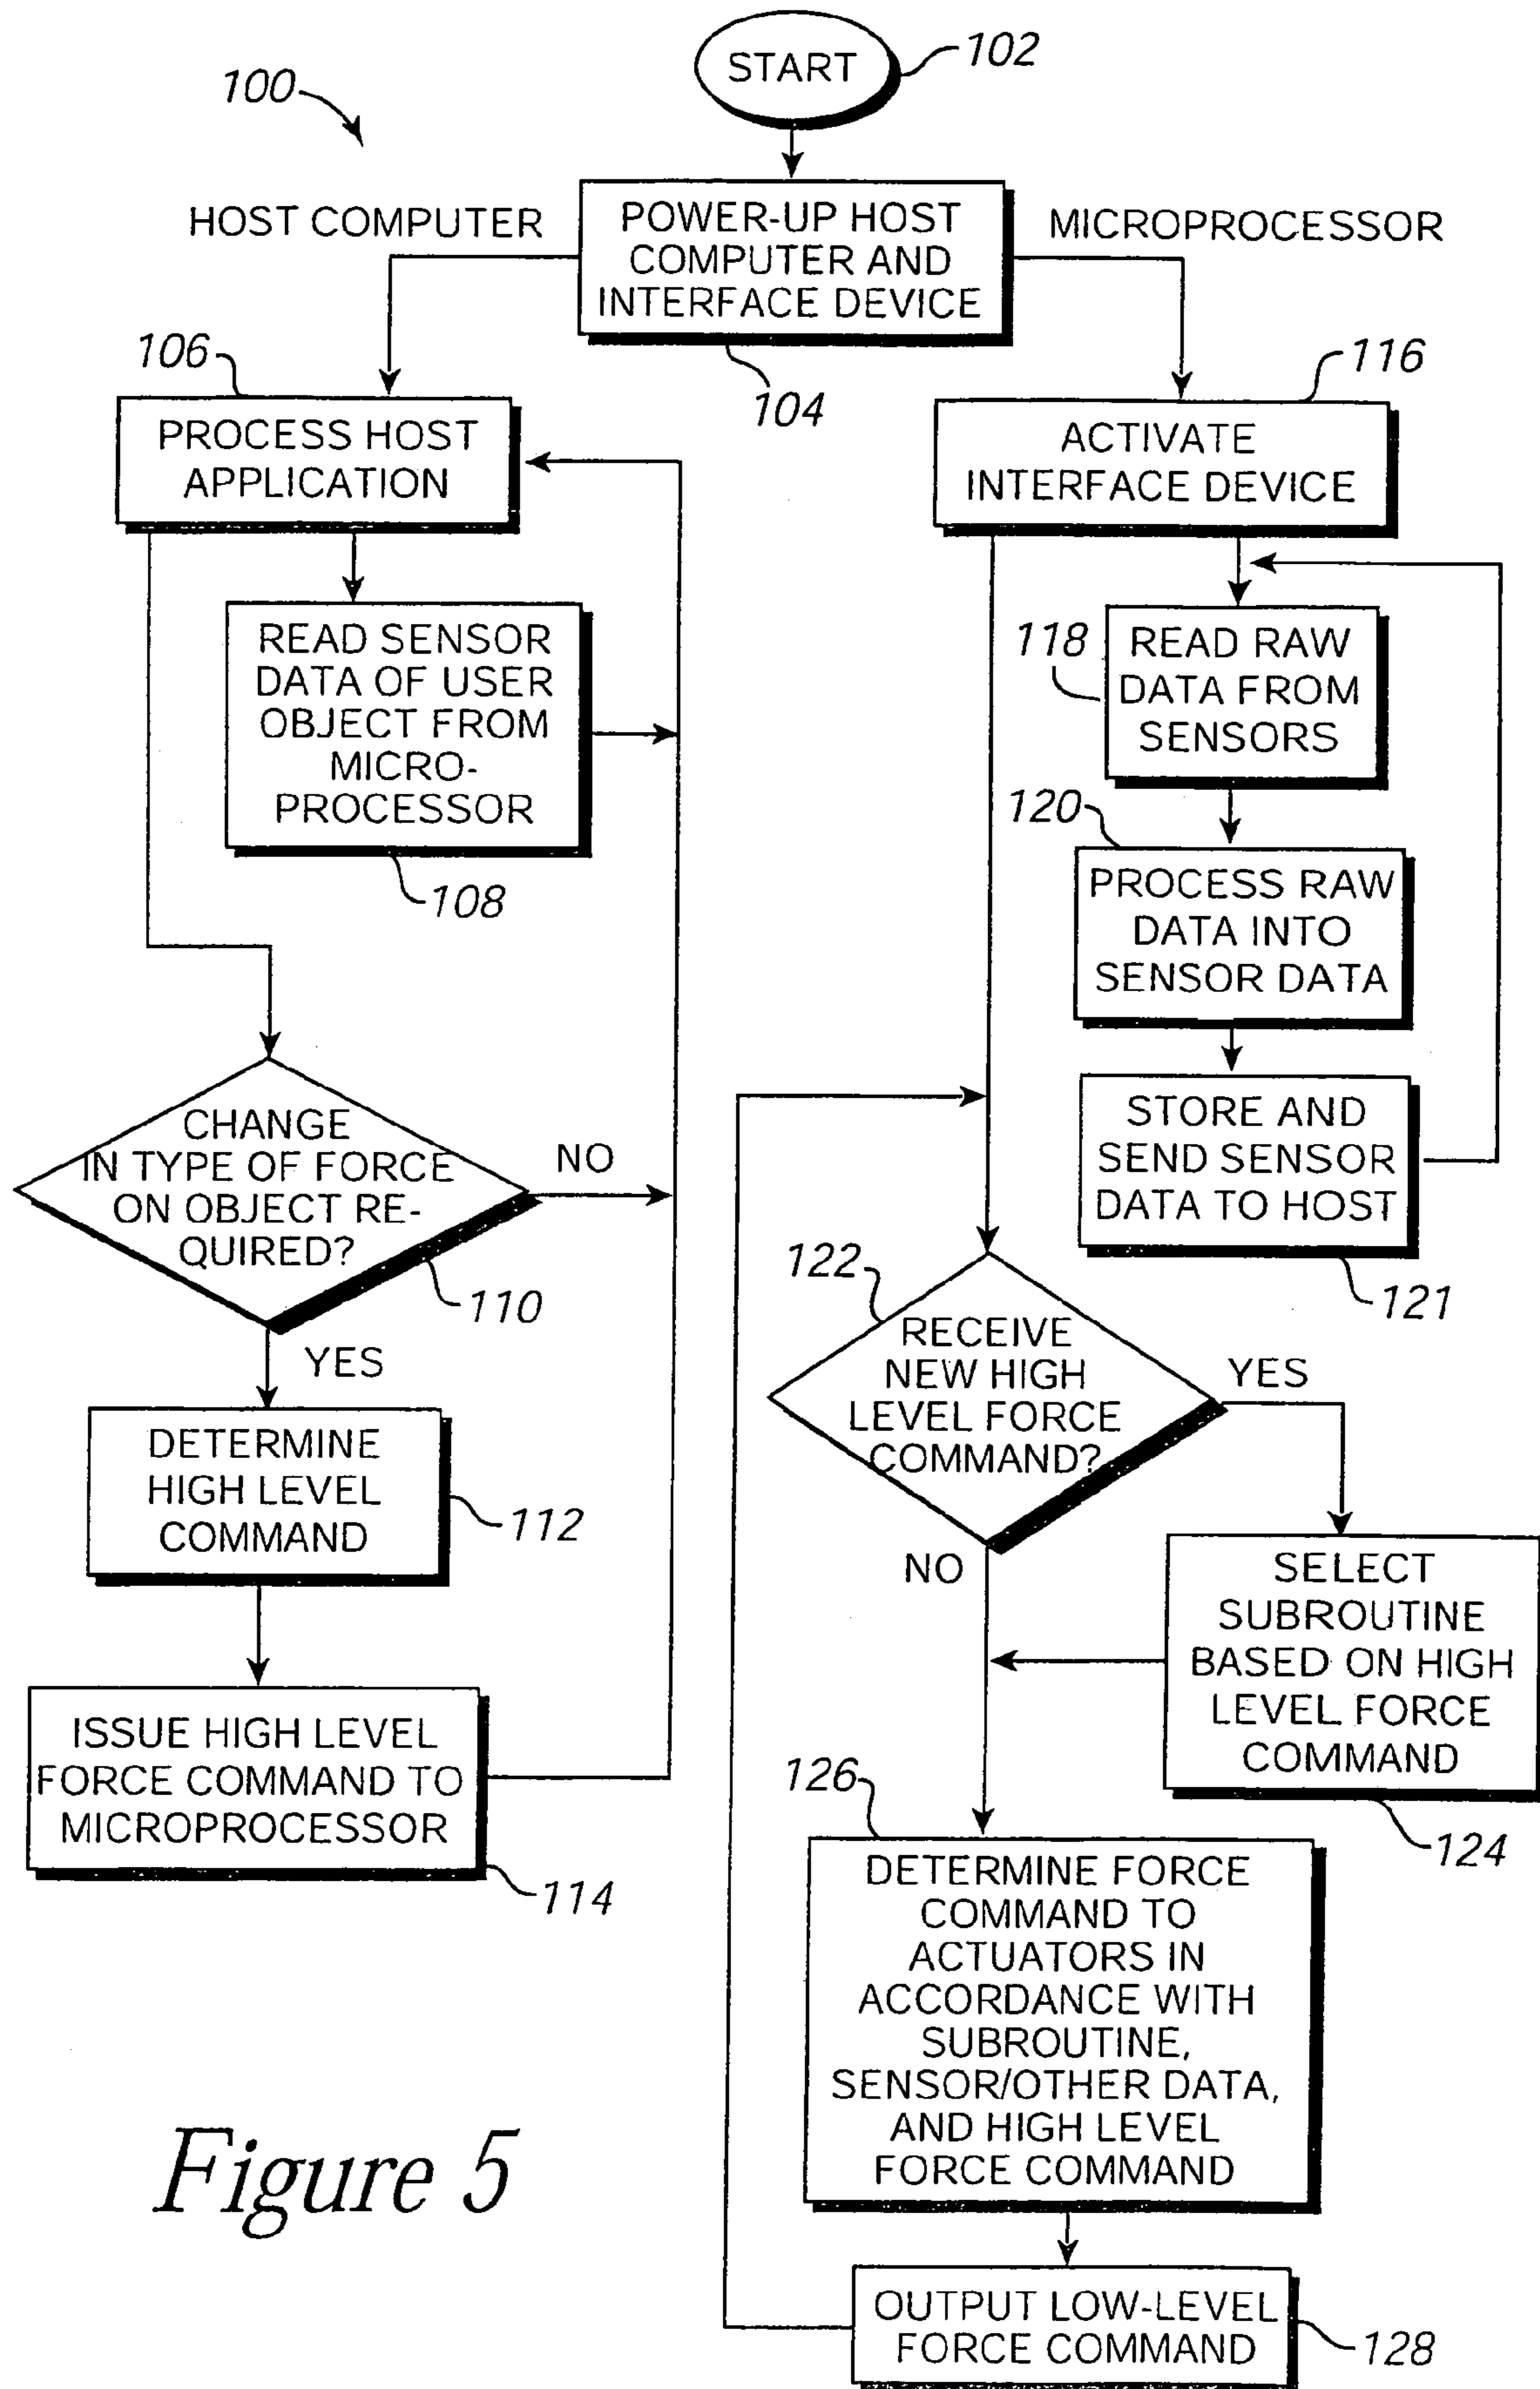 START
102
100
HOST COMPUTER
POWER-UP HOST
COMPUTER AND
INTERFACE DEVICE
MICROPROCESSOR
104
106
PROCESS HOST
APPLICATION
116
ACTIVATE
INTERFACE DEVICE
READ SENSOR
DATA OF USER
OBJECT FROM
MICRO-
PROCESSOR
108
118
READ RAW
DATA FROM
SENSORS
120
PROCESS RAW
DATA INTO
SENSOR DATA
STORE AND
SEND SENSOR
DATA TO HOST
121
CHANGE
IN TYPE OF FORCE
ON OBJECT RE-
QUIRED?
NO
110
YES
122
RECEIVE
NEW HIGH
LEVEL FORCE
COMMAND?
YES
NO
DETERMINE
HIGH LEVEL
COMMAND
112
SELECT
SUBROUTINE
BASED ON HIGH
LEVEL FORCE
COMMAND
124
ISSUE HIGH LEVEL
FORCE COMMAND TO
MICROPROCESSOR
114
126
DETERMINE FORCE
COMMAND TO
ACTUATORS IN
ACCORDANCE WITH
SUBROUTINE,
SENSOR/OTHER DATA,
AND HIGH LEVEL
FORCE COMMAND
OUTPUT LOW-LEVEL
FORCE COMMAND
128
Figure 5